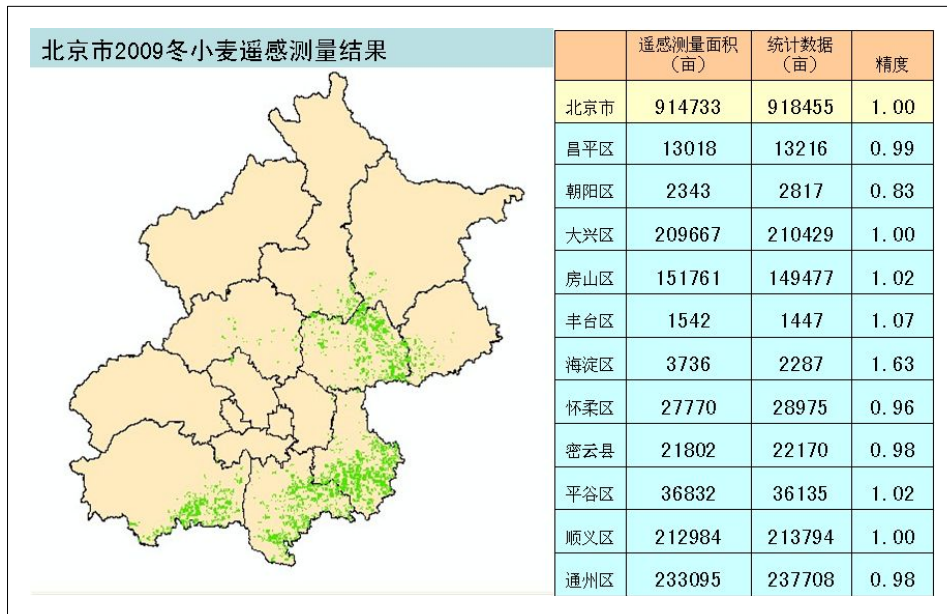 北京市2009冬小麦遥感测量结果
遥感测量面积（亩） 统计数据（亩） 精度
北京市 914733 918455 1.00
昌平区 13018 13216 0.99
朝阳区 2343 2817 0.83
大兴区 209667 210429 1.00
房山区 151761 149477 1.02
丰台区 1542 1447 1.07
海淀区 3736 2287 1.63
怀柔区 27770 28975 0.96
密云县 21802 22170 0.98
平谷区 36832 36135 1.02
顺义区 212984 213794 1.00
通州区 233095 237708 0.98